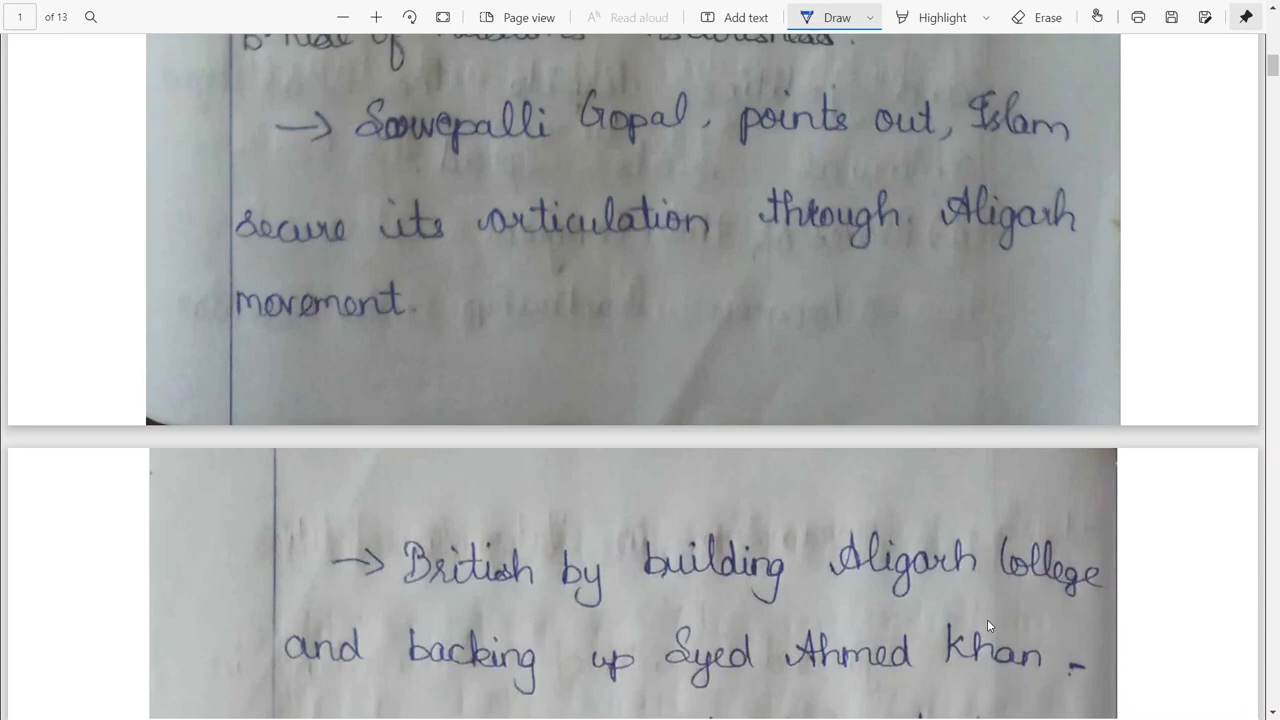 1 of 13 Page view Read aloud Add text Draw Highlight Erase
→ Sarvepalli Gopal, points out, Islam
secure its articulation through Aligarh
movement.
→ British by building Aligarh College
and backing up Syed Ahmed Khan -